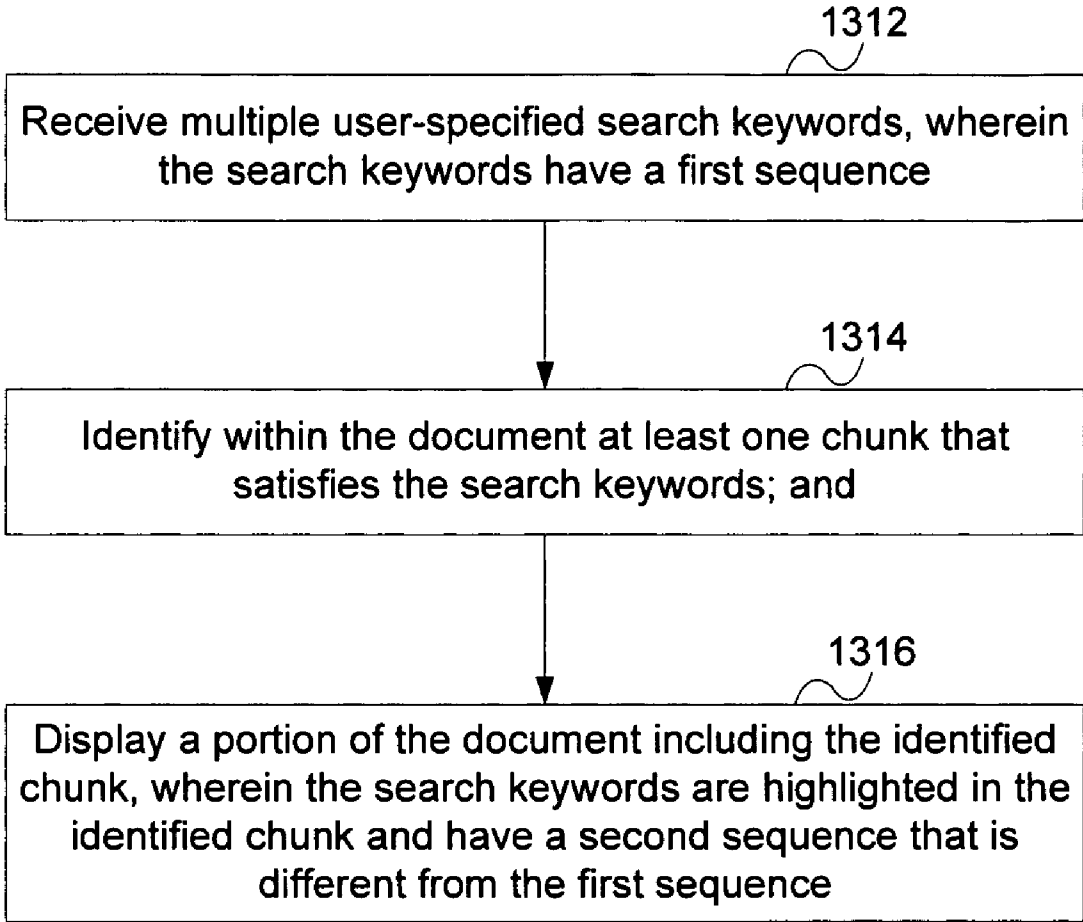 1312
Receive multiple user-specified search keywords, wherein
the search keywords have a first sequence
1314
Identify within the document at least one chunk that
satisfies the search keywords; and
1316
Display a portion of the document including the identified
chunk, wherein the search keywords are highlighted in the
identified chunk and have a second sequence that is
different from the first sequence